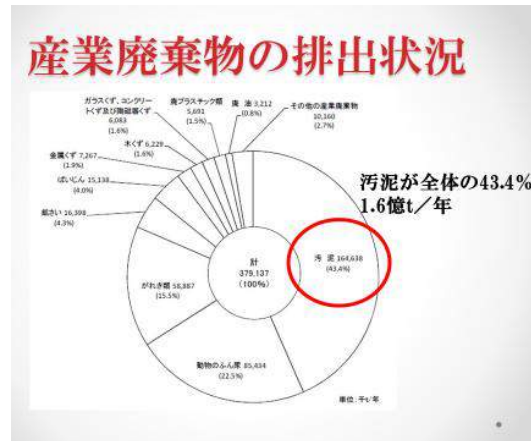 産業廃棄物の排出状況
ガラスくず、コンクリー
トくず及び陶磁器くず
6,083
(1.6%)
廃プラスチック類
5,691
(1.5%)
廃 油 3,212
(0.8%)
その他の産業廃棄物
10,160
(2.7%)
木くず 6,229
(1.6%)
金属くず 7,267
(1.9%)
ばいじん 15,138
(4.0%)
鉱さい 16,398
(4.3%)
がれき類 58,887
(15.5%)
動物のふん尿 85,434
(22.5%)
汚 泥 164,638
(43.4%)
計
379,137
(100%)
汚泥が全体の43.4%
1.6億t/年
単位:千t/年